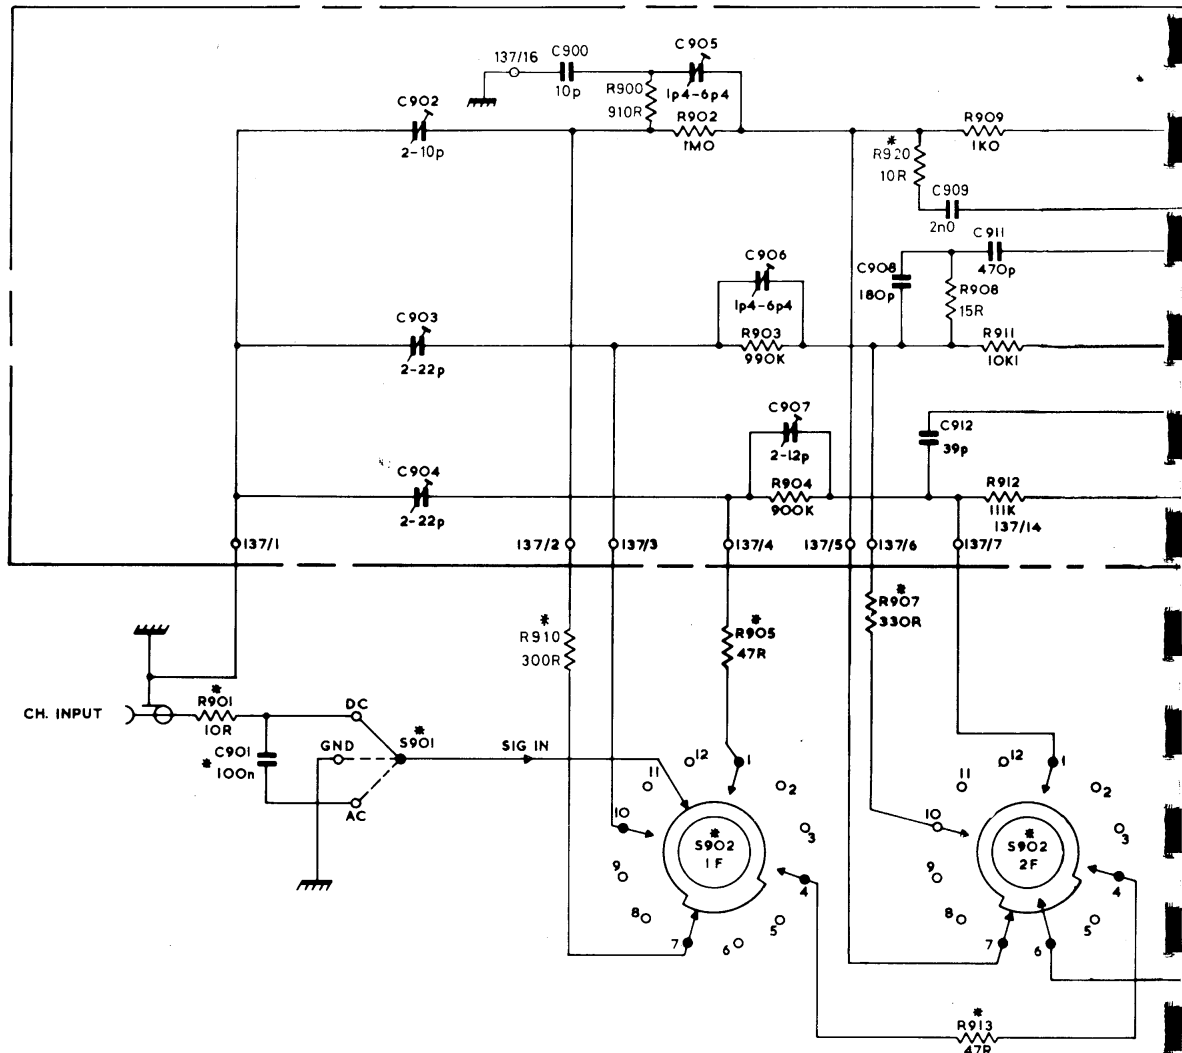 C905
137/16
C900
10p
R900
910R
1p4-6p4
C902
2-10p
R902
1MO
R909
1KO
*
R920
10R
C909
2n0
C911
470p
C906
1p4-6p4
C908
180p
R908
15R
C903
2-22p
R903
990K
R911
10K1
C907
2-12p
C912
39p
C904
2-22p
R904
900K
R912
111K
137/14
137/1
137/2
137/3
137/4
137/5
137/6
137/7
*
R910
300R
*
R905
47R
*
R907
330R
CH. INPUT
*
R901
10R
DC
*
S901
GND
SIG IN
C901
* 100n
AC
12
11
1
2
10
3
*
S902
1F
9
4
8
5
7
6
12
11
1
2
10
3
*
S902
2F
9
4
8
5
7
6
*
R913
47R